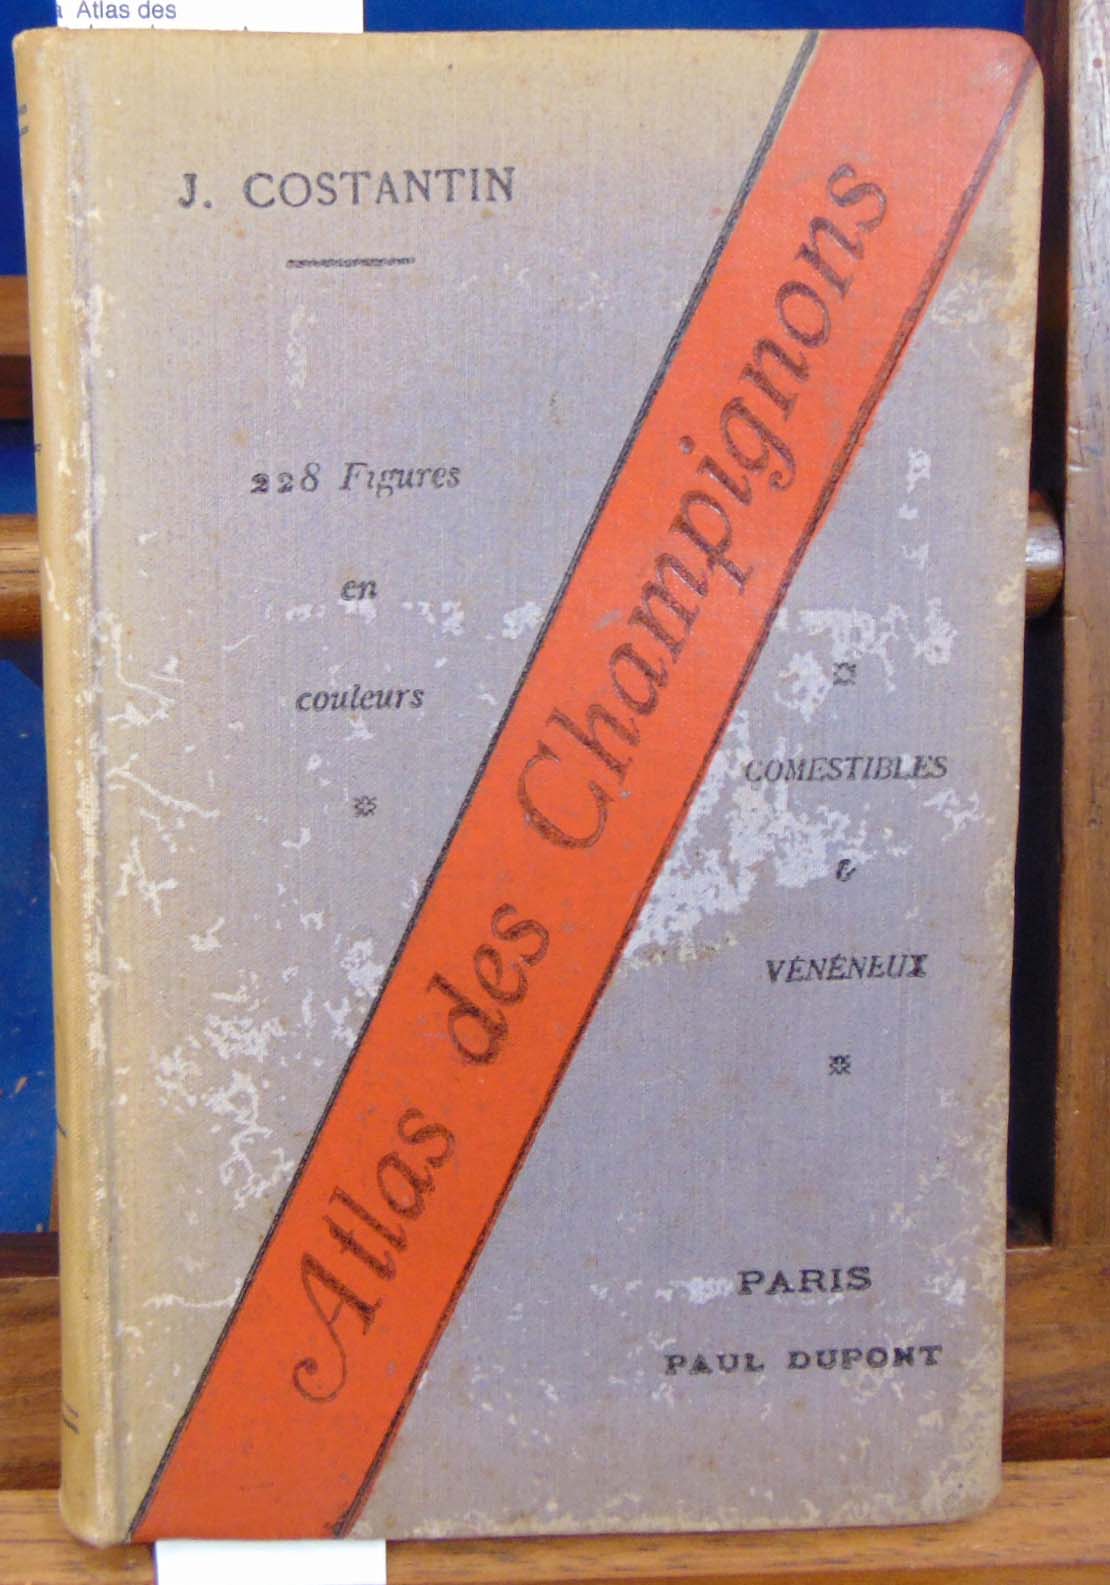 Atlas des
J. COSTANTIN
228 Figures
en
couleurs
Atlas des Champignons
COMESTIBLES
&
VÉNÉNEUX
PARIS
PAUL DUPONT